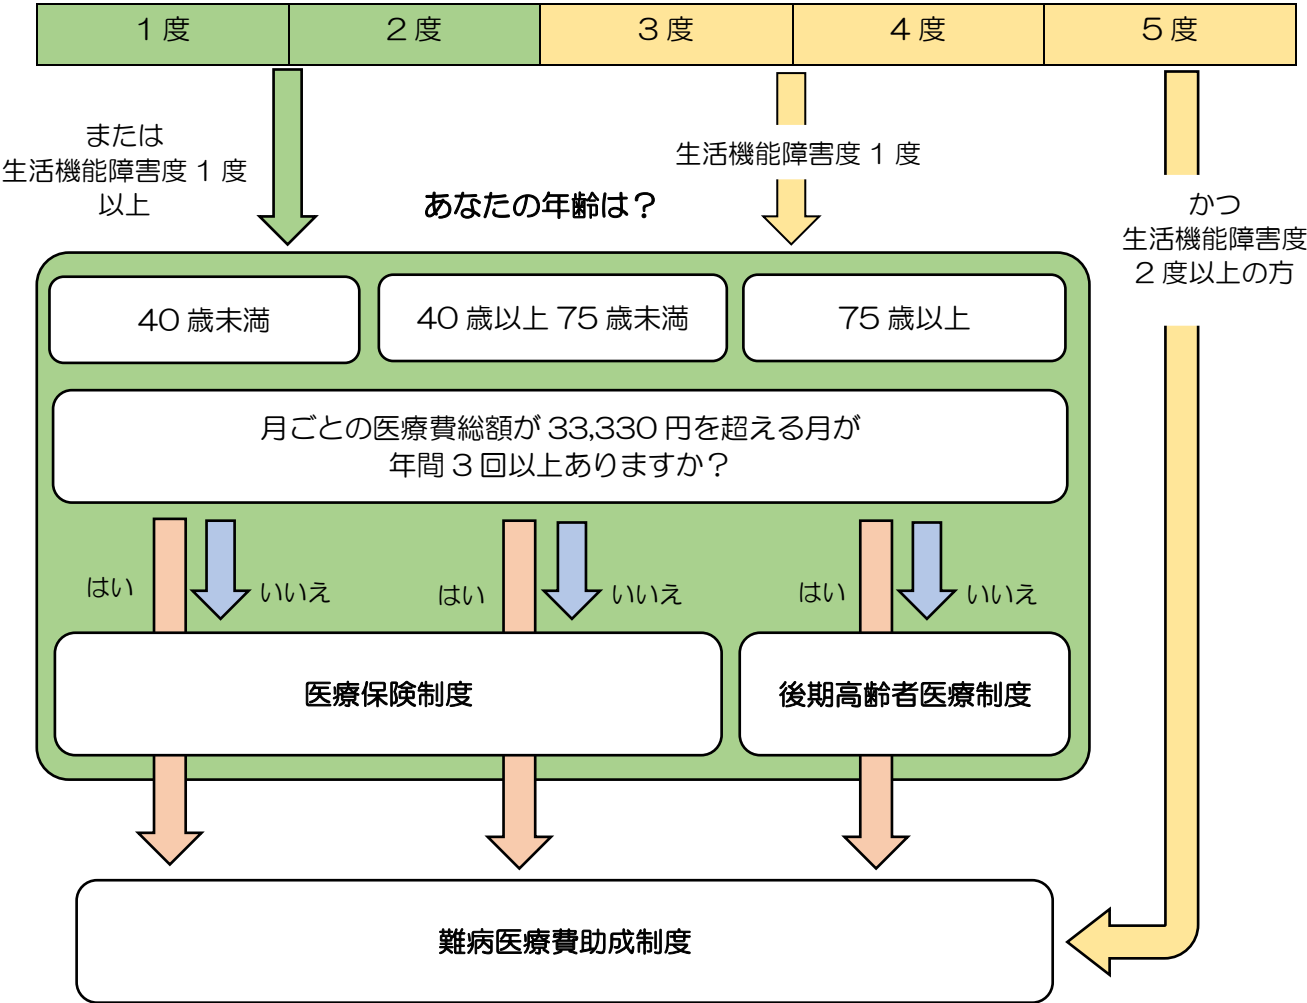 1度 2度 3度 4度 5度
または
生活機能障害度1度
以上
生活機能障害度1度
かつ
生活機能障害度
2度以上の方
あなたの年齢は？
40歳未満 40歳以上75歳未満 75歳以上
月ごとの医療費総額が33,330円を超える月が
年間3回以上ありますか？
はい いいえ はい いいえ はい いいえ
医療保険制度 後期高齢者医療制度
難病医療費助成制度